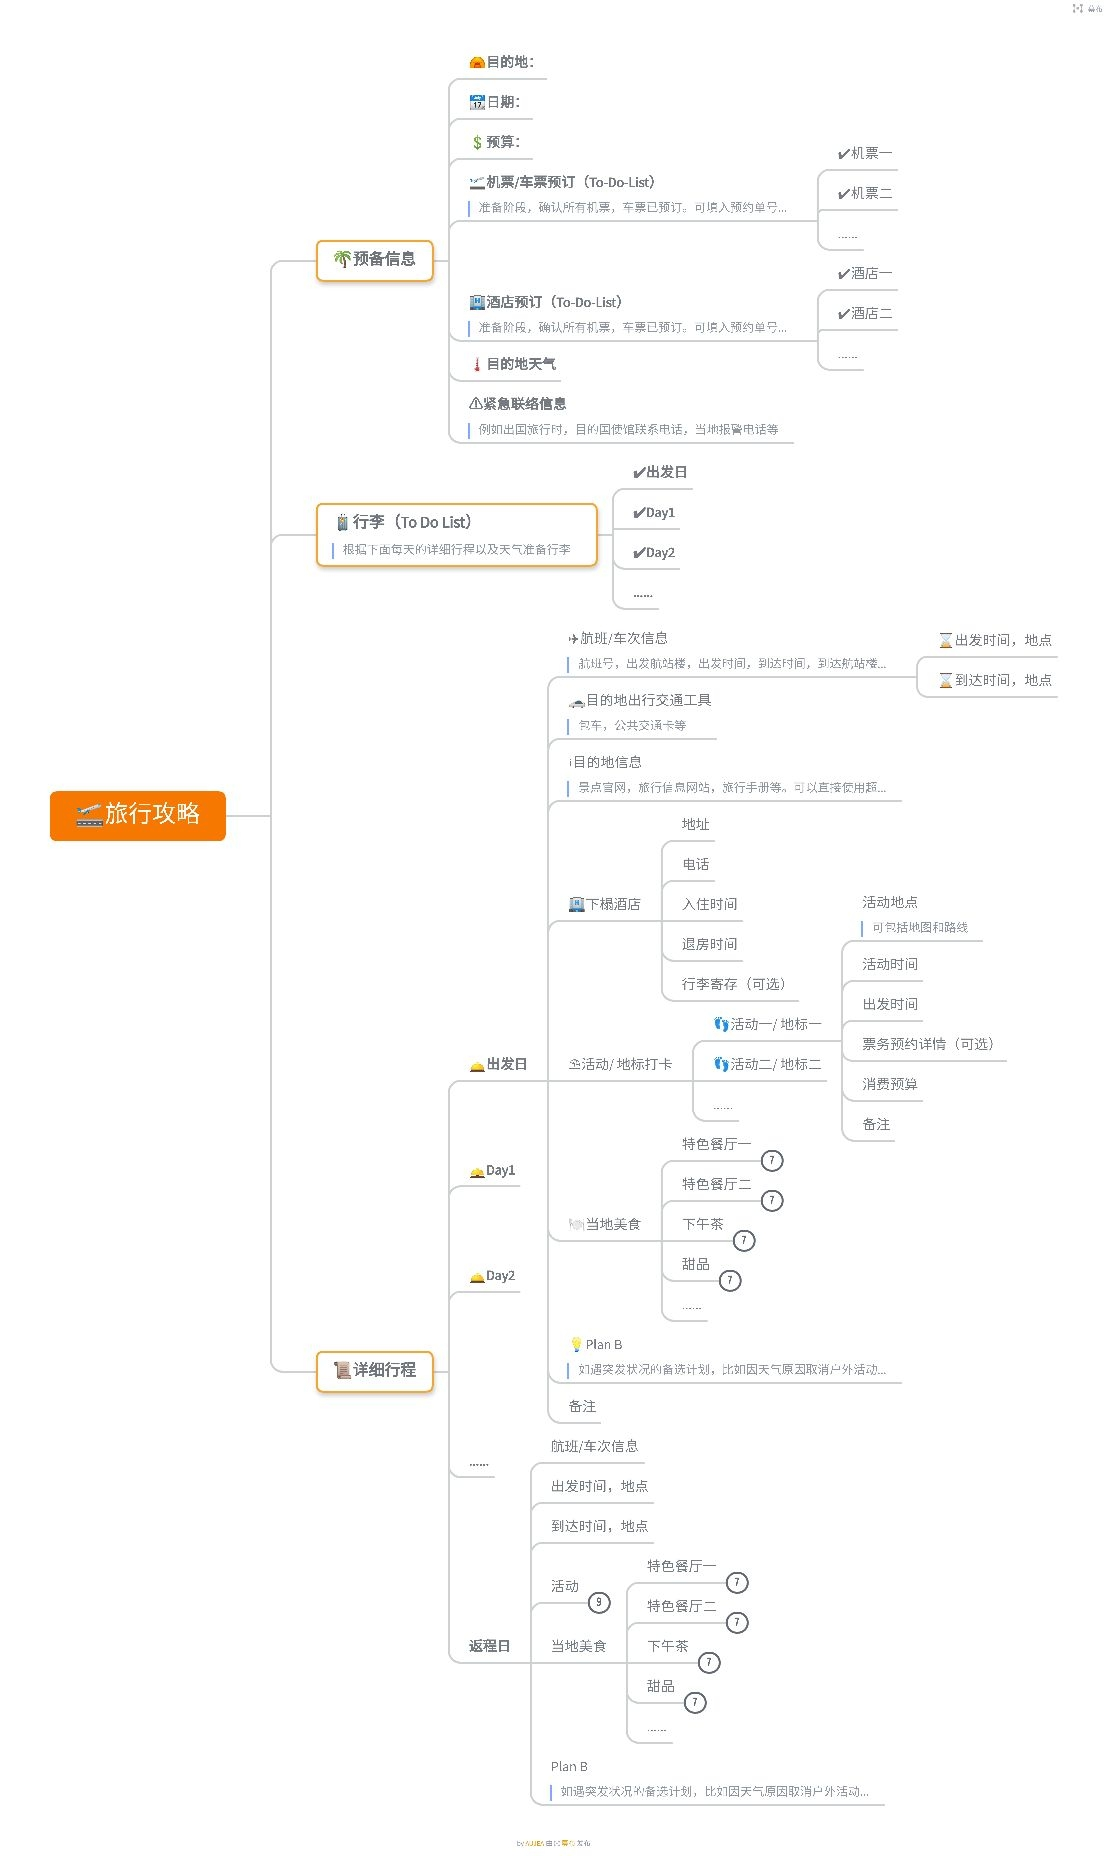 幕布
目的地：
日期：
预算：
机票/车票预订（To-Do-List）
准备阶段，确认所有机票，车票已预订。可填入预约单号...
✔机票一
✔机票二
......
预备信息
酒店预订（To-Do-List）
准备阶段，确认所有机票，车票已预订。可填入预约单号...
✔酒店一
✔酒店二
......
目的地天气
⚠紧急联络信息
例如出国旅行时，目的国使馆联系电话，当地报警电话等
行李（To Do List）
根据下面每天的详细行程以及天气准备行李
✔出发日
✔Day1
✔Day2
......
旅行攻略
✈航班/车次信息
航班号，出发航站楼，出发时间，到达时间，到达航站楼...
出发时间，地点
到达时间，地点
目的地出行交通工具
包车，公共交通卡等
ℹ目的地信息
景点官网，旅行信息网站，旅行手册等。可以直接使用超...
下榻酒店
地址
电话
入住时间
退房时间
行李寄存（可选）
出发日
活动/ 地标打卡
活动一/ 地标一
活动二/ 地标二
......
活动地点
可包括地图和路线
活动时间
出发时间
票务预约详情（可选）
消费预算
备注
Day1
Day2
当地美食
特色餐厅一 7
特色餐厅二 7
下午茶 7
甜品 7
......
Plan B
如遇突发状况的备选计划，比如因天气原因取消户外活动...
备注
详细行程
......
返程日
航班/车次信息
出发时间，地点
到达时间，地点
活动 9
当地美食
特色餐厅一 7
特色餐厅二 7
下午茶 7
甜品 7
......
Plan B
如遇突发状况的备选计划，比如因天气原因取消户外活动...